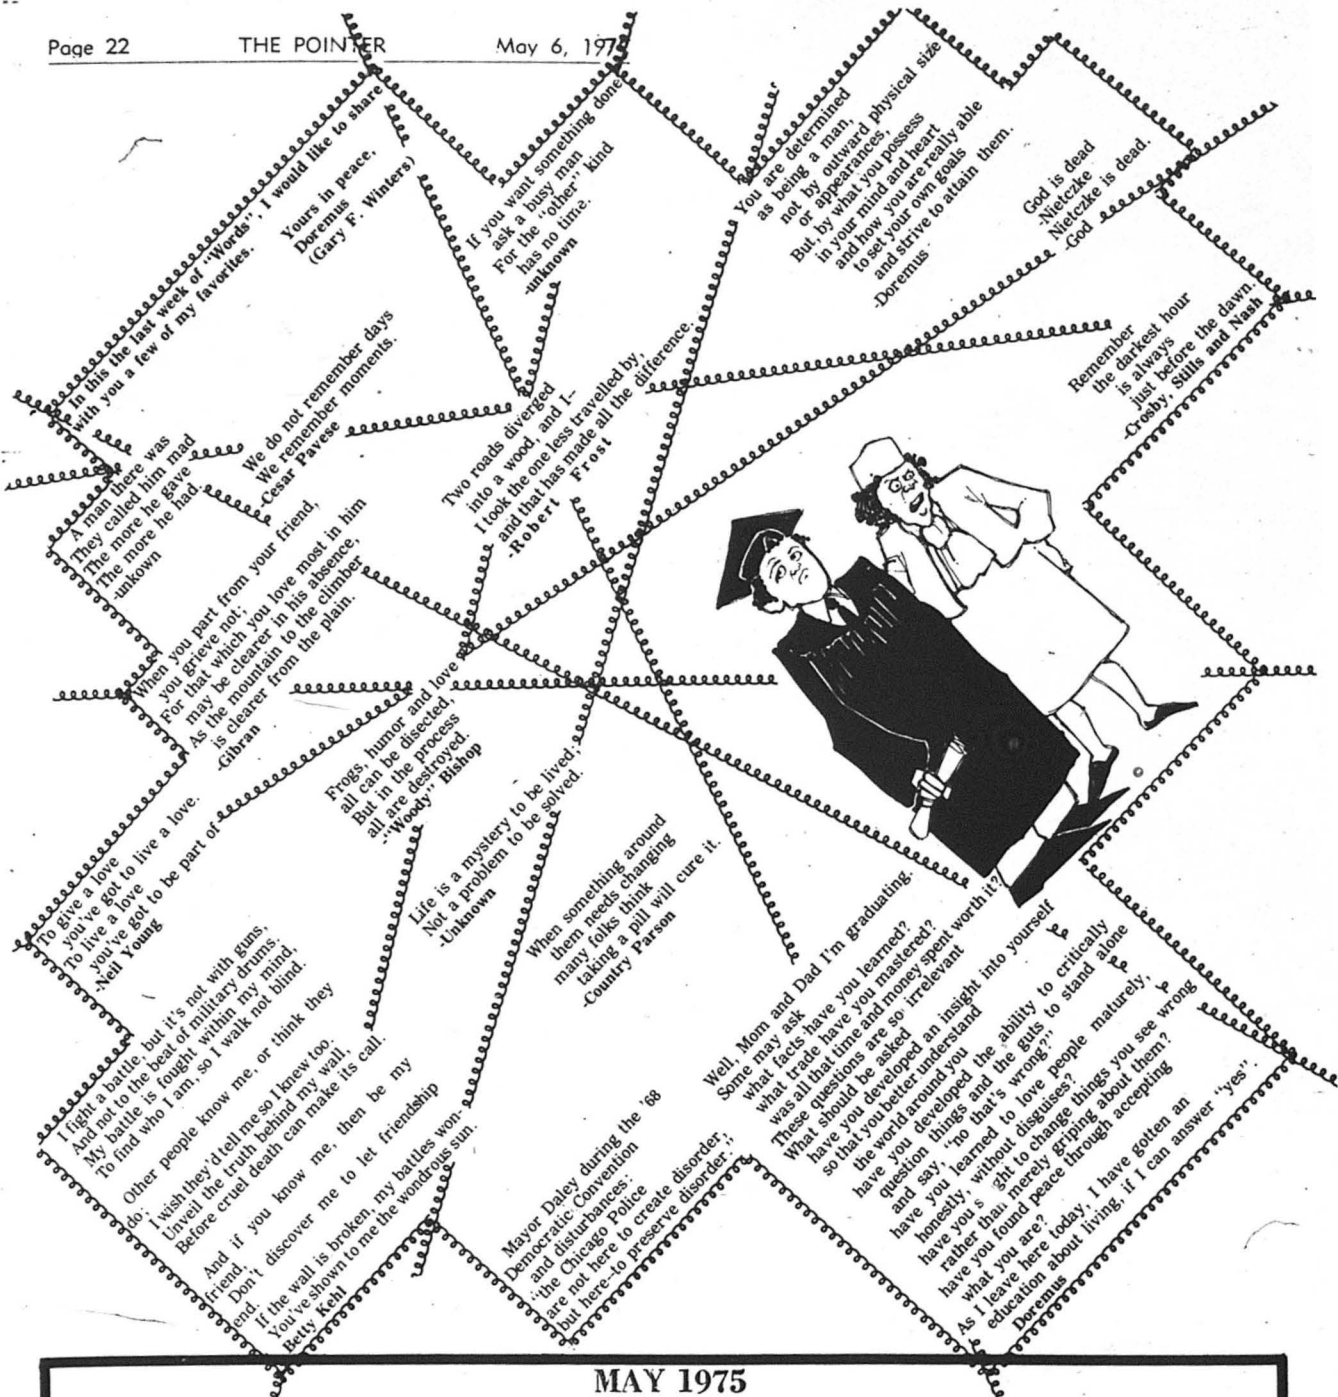 Page 22 THE POINTER May 6, 197
In this the last week of "Words", I would like to share
with you a few of my favorites.
Yours in peace,
Doremus
(Gary F. Winters)
If you want something done
ask a busy man
For the "other" kind
has no time.
-unknown
You are determined
as being a man,
not by outward physical size
or appearances,
But, by what you possess
in your mind and heart
and how you are really able
to set your own goals
and strive to attain them.
-Doremus
God is dead
-Nietczke
Nietczke is dead.
-God
Remember
the darkest hour
is always
just before the dawn.
-Crosby, Stills and Nash
We do not remember days
We remember moments.
-Cesar Pavese
A man there was
They called him mad
The more he gave
The more he had.
-unkown
Two roads diverged
into a wood, and I--
I took the one less travelled by,
and that has made all the difference.
-Robert Frost
When you part from your friend,
you grieve not;
For that which you love most in him
may be clearer in his absence,
As the mountain to the climber
is clearer from the plain.
-Gibran
Frogs, humor and love
all can be disected,
But in the process
all are destroyed.
-"Woody" Bishop
Life is a mystery to be lived;
Not a problem to be solved.
-Unknown
To give a love
you've got to live a love.
To live a love
you've got to be part of
-Neil Young
When something around
them needs changing
many folks think
taking a pill will cure it.
-Country Parson
I fight a battle, but it's not with guns,
And not to the beat of military drums.
My battle is fought within my mind,
To find who I am, so I walk not blind.
Other people know me, or think they
do;
I wish they'd tell me so I knew too.
Unveil the truth behind my wall,
Before cruel death can make its call.
And if you know me, then be my
friend,
Don't discover me to let friendship
end.
If the wall is broken, my battles won-
You've shown to me the wondrous sun.
Betty Kehl
Mayor Daley during the '68
Democratic Convention
and disturbances:
"the Chicago Police
are not here to create disorder,
but here--to preserve disorder;"
Well, Mom and Dad I'm graduating.
Some may ask
what facts have you learned?
what trade have you mastered?
was all that time and money spent worth it?
These questions are so irrelevant
What should be asked
have you developed an insight into yourself
so that you better understand
the world around you
have you developed the ability to critically
question things and the guts to stand alone
and say, "no that's wrong?"
have you learned to love people maturely,
honestly, without disguises?
have you s ght to change things you see wrong
rather than merely griping about them?
have you found peace through accepting
what you are?
As I leave here today, I have gotten an
education about living, if I can answer "yes".
Doremus
MAY 1975